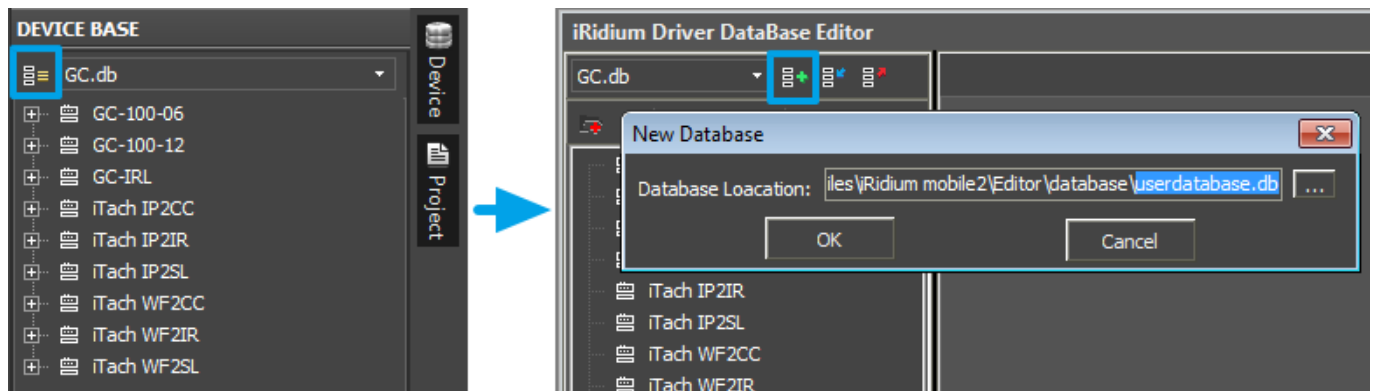 DEVICE BASE
GC.db
GC-100-06
GC-100-12
GC-IRL
iTach IP2CC
iTach IP2IR
iTach IP2SL
iTach WF2CC
iTach WF2IR
iTach WF2SL
Device
Project
iRidium Driver DataBase Editor
GC.db
New Database
Database Loacation: iles\iRidium mobile2\Editor\database\userdatabase.db ...
OK Cancel
iTach IP2IR
iTach IP2SL
iTach WF2CC
iTach WF2IR